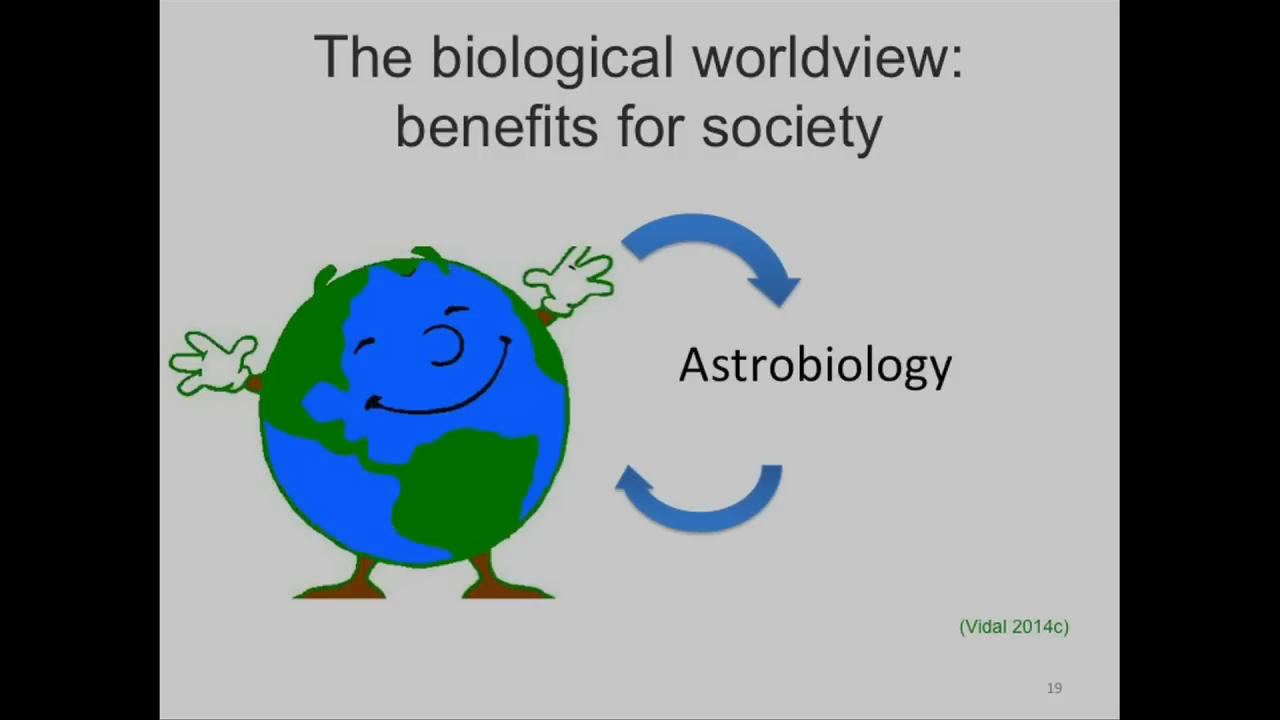 The biological worldview:
benefits for society
Astrobiology
(Vidal 2014c)
19